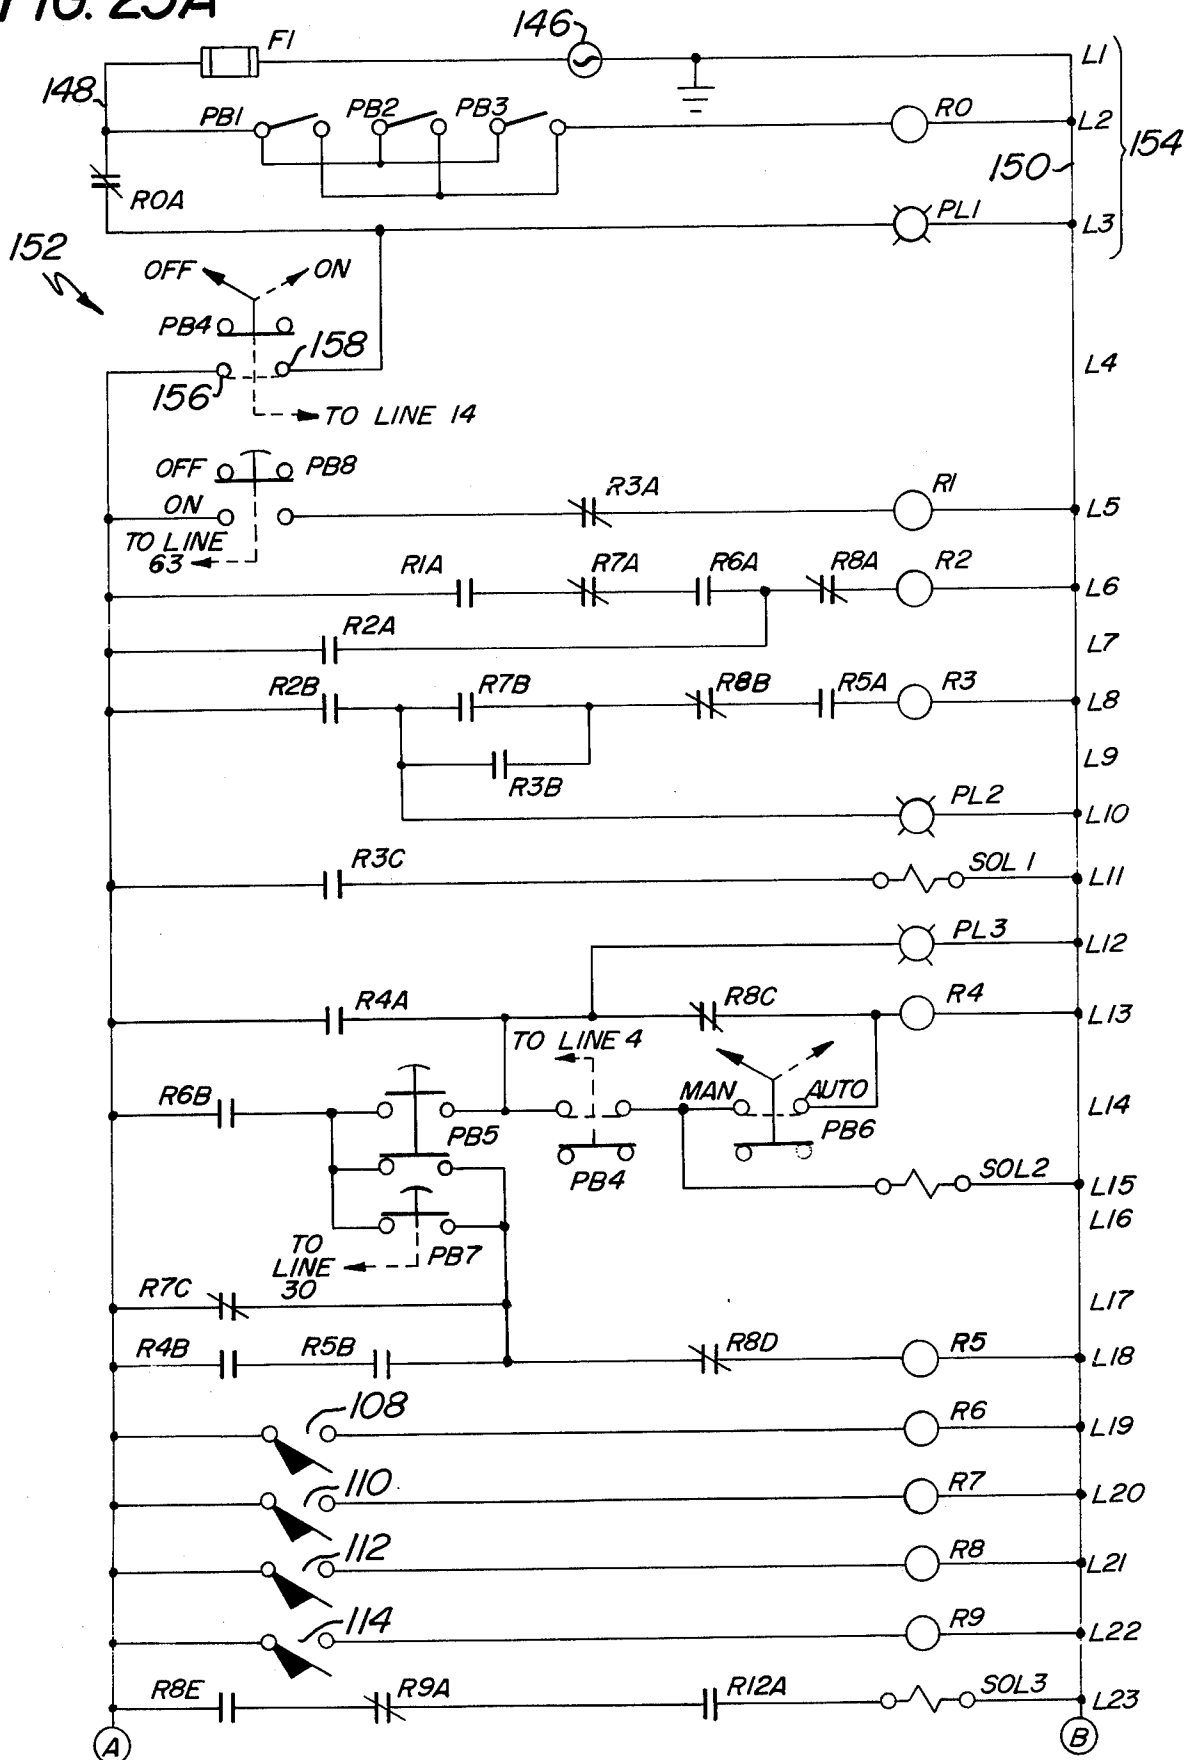 FIG. 25A
146
F1
L1
148
PB1
PB2
PB3
R0
L2
154
150
R0A
PL1
L3
152
OFF
ON
PB4
158
L4
156
TO LINE 14
OFF
PB8
ON
R3A
R1
L5
TO LINE
63
R1A
R7A
R6A
R8A
R2
L6
R2A
L7
R2B
R7B
R8B
R5A
R3
L8
L9
R3B
PL2
L10
R3C
SOL 1
L11
PL3
L12
R4A
R8C
R4
L13
TO LINE 4
R6B
MAN
AUTO
L14
PB5
PB6
PB4
SOL2
L15
L16
TO
LINE
30
PB7
R7C
L17
R4B
R5B
R8D
R5
L18
108
R6
L19
110
R7
L20
112
R8
L21
114
R9
L22
R8E
R9A
R12A
SOL3
L23
A
B